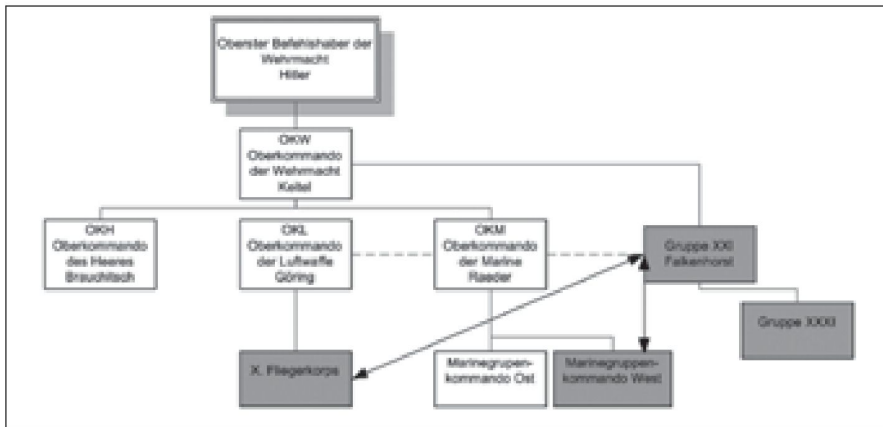 Oberster Befehlshaber der
Wehrmacht
Hitler
OKW
Oberkommando
der Wehrmacht
Keitel
OKH
Oberkommando
des Heeres
Brauchitsch
OKL
Oberkommando
der Luftwaffe
Göring
OKM
Oberkommando
der Marine
Raeder
Gruppe XXI
Falkenhorst
Gruppe XXXI
X. Fliegerkorps
Marinegrupen-
kommando Ost
Marinegruppen-
kommando West